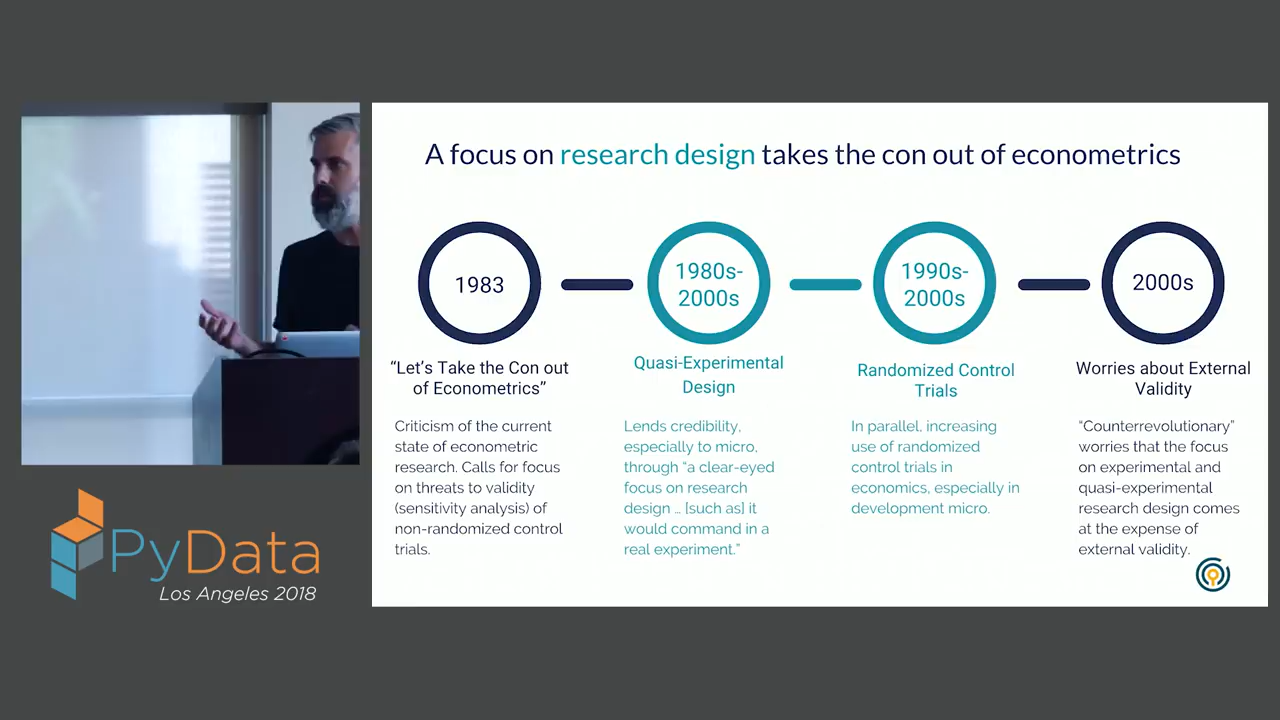 A focus on research design takes the con out of econometrics
1983
1980s-
2000s
1990s-
2000s
2000s
“Let’s Take the Con out
of Econometrics”
Quasi-Experimental
Design
Randomized Control
Trials
Worries about External
Validity
Criticism of the current
state of econometric
research. Calls for focus
on threats to validity
(sensitivity analysis) of
non-randomized control
trials.
Lends credibility,
especially to micro,
through “a clear-eyed
focus on research
design … [such as] it
would command in a
real experiment.”
In parallel, increasing
use of randomized
control trials in
economics, especially in
development micro.
“Counterrevolutionary”
worries that the focus
on experimental and
quasi-experimental
research design comes
at the expense of
external validity.
PyData
Los Angeles 2018